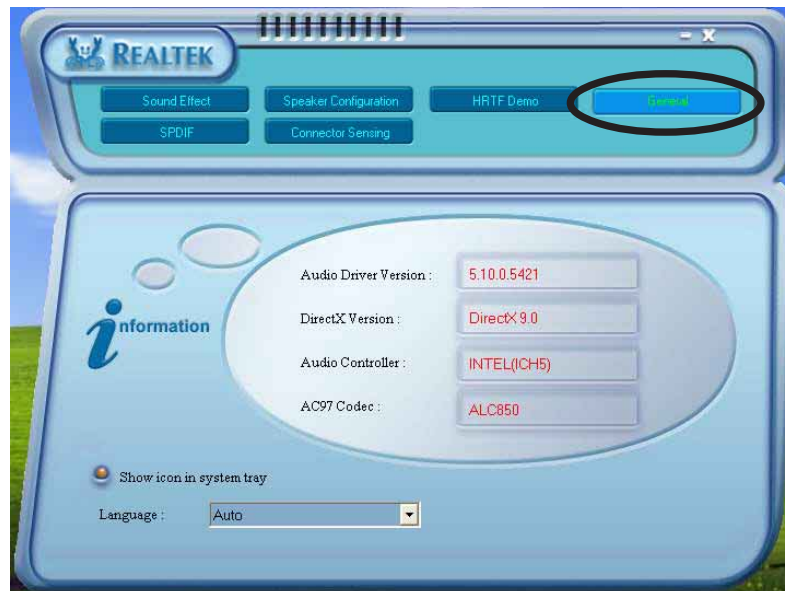 REALTEK
- X
Sound Effect Speaker Configuration HRTF Demo General
SPDIF Connector Sensing
Audio Driver Version : 5.10.0.5421
DirectX Version : DirectX 9.0
information
Audio Controller : INTEL(ICH5)
AC97 Codec : ALC850
Show icon in system tray
Language : Auto